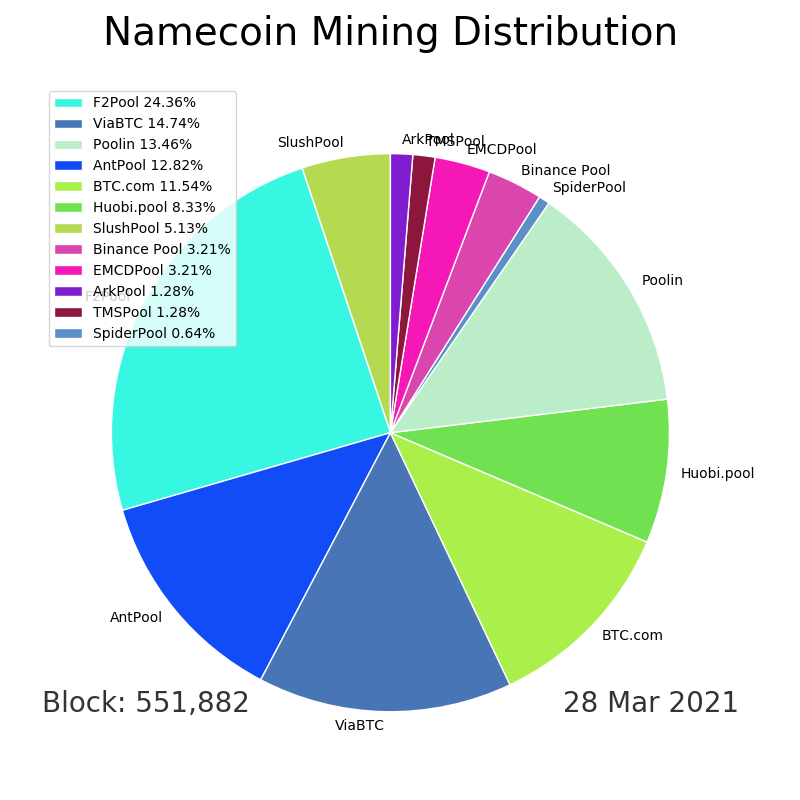 Namecoin Mining Distribution
F2Pool 24.36%
ViaBTC 14.74%
Poolin 13.46%
AntPool 12.82%
BTC.com 11.54%
Huobi.pool 8.33%
SlushPool 5.13%
Binance Pool 3.21%
EMCDPool 3.21%
ArkPool 1.28%
TMSPool 1.28%
SpiderPool 0.64%
SlushPool
ArkPool
TMSPool
EMCDPool
Binance Pool
SpiderPool
Poolin
F2Pool
Huobi.pool
AntPool
BTC.com
ViaBTC
Block: 551,882
28 Mar 2021